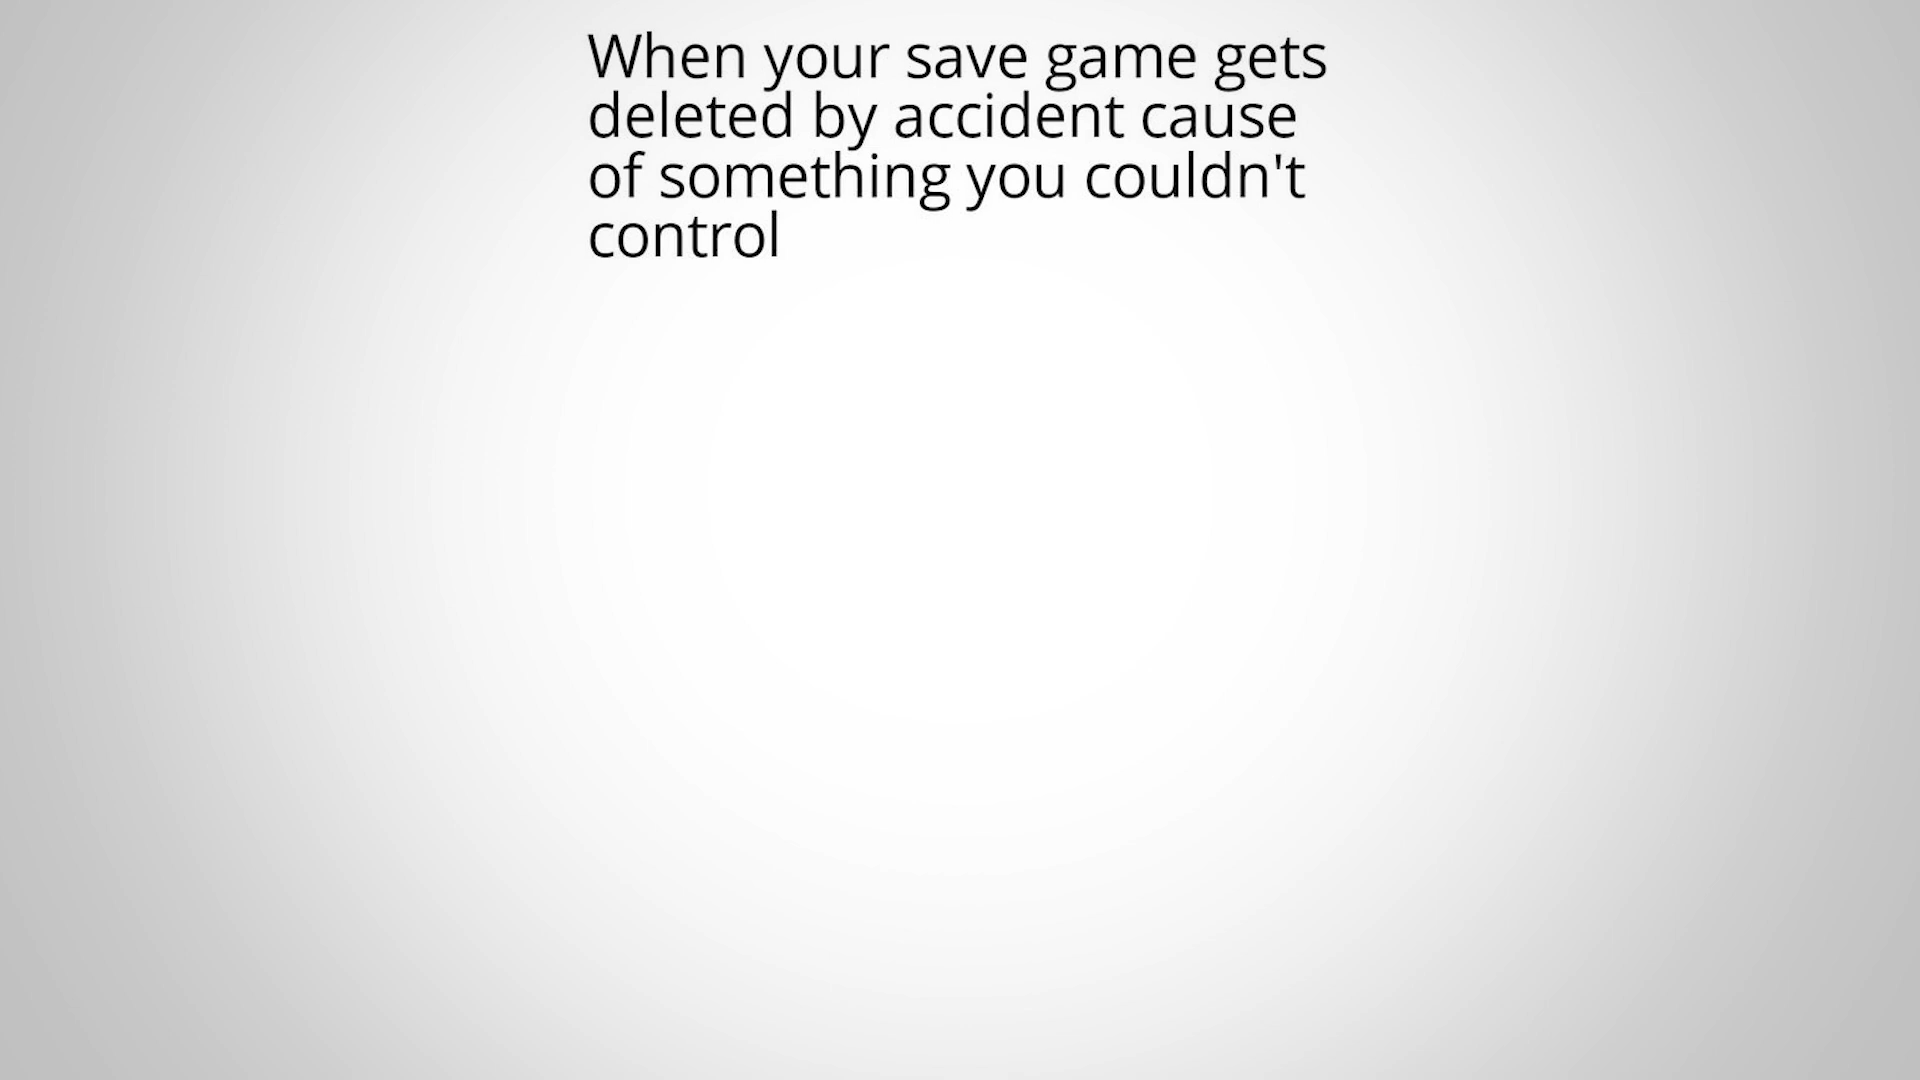 When your save game gets
deleted by accident cause
of something you couldn't
control